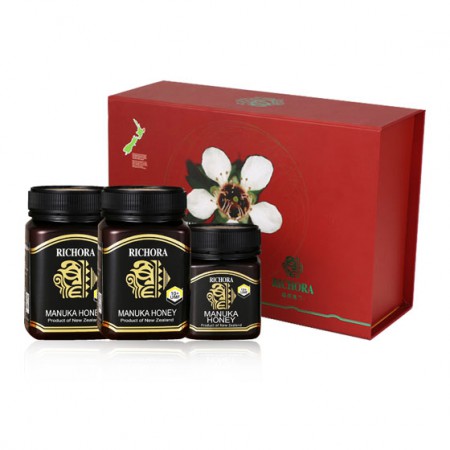 RICHORA
RICHORA
MANUKA HONEY
Product of New Zealand
RICHORA
MANUKA HONEY
Product of New Zealand
RICHORA
MANUKA
HONEY
Product of New Zealand